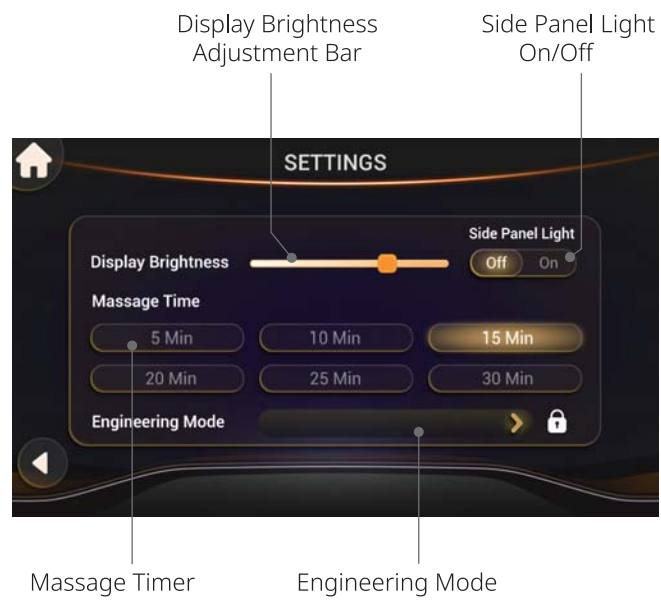 Display Brightness
Adjustment Bar
Side Panel Light
On/Off
SETTINGS
Side Panel Light
Display Brightness
Off On
Massage Time
5 Min 10 Min 15 Min
20 Min 25 Min 30 Min
Engineering Mode
Massage Timer
Engineering Mode